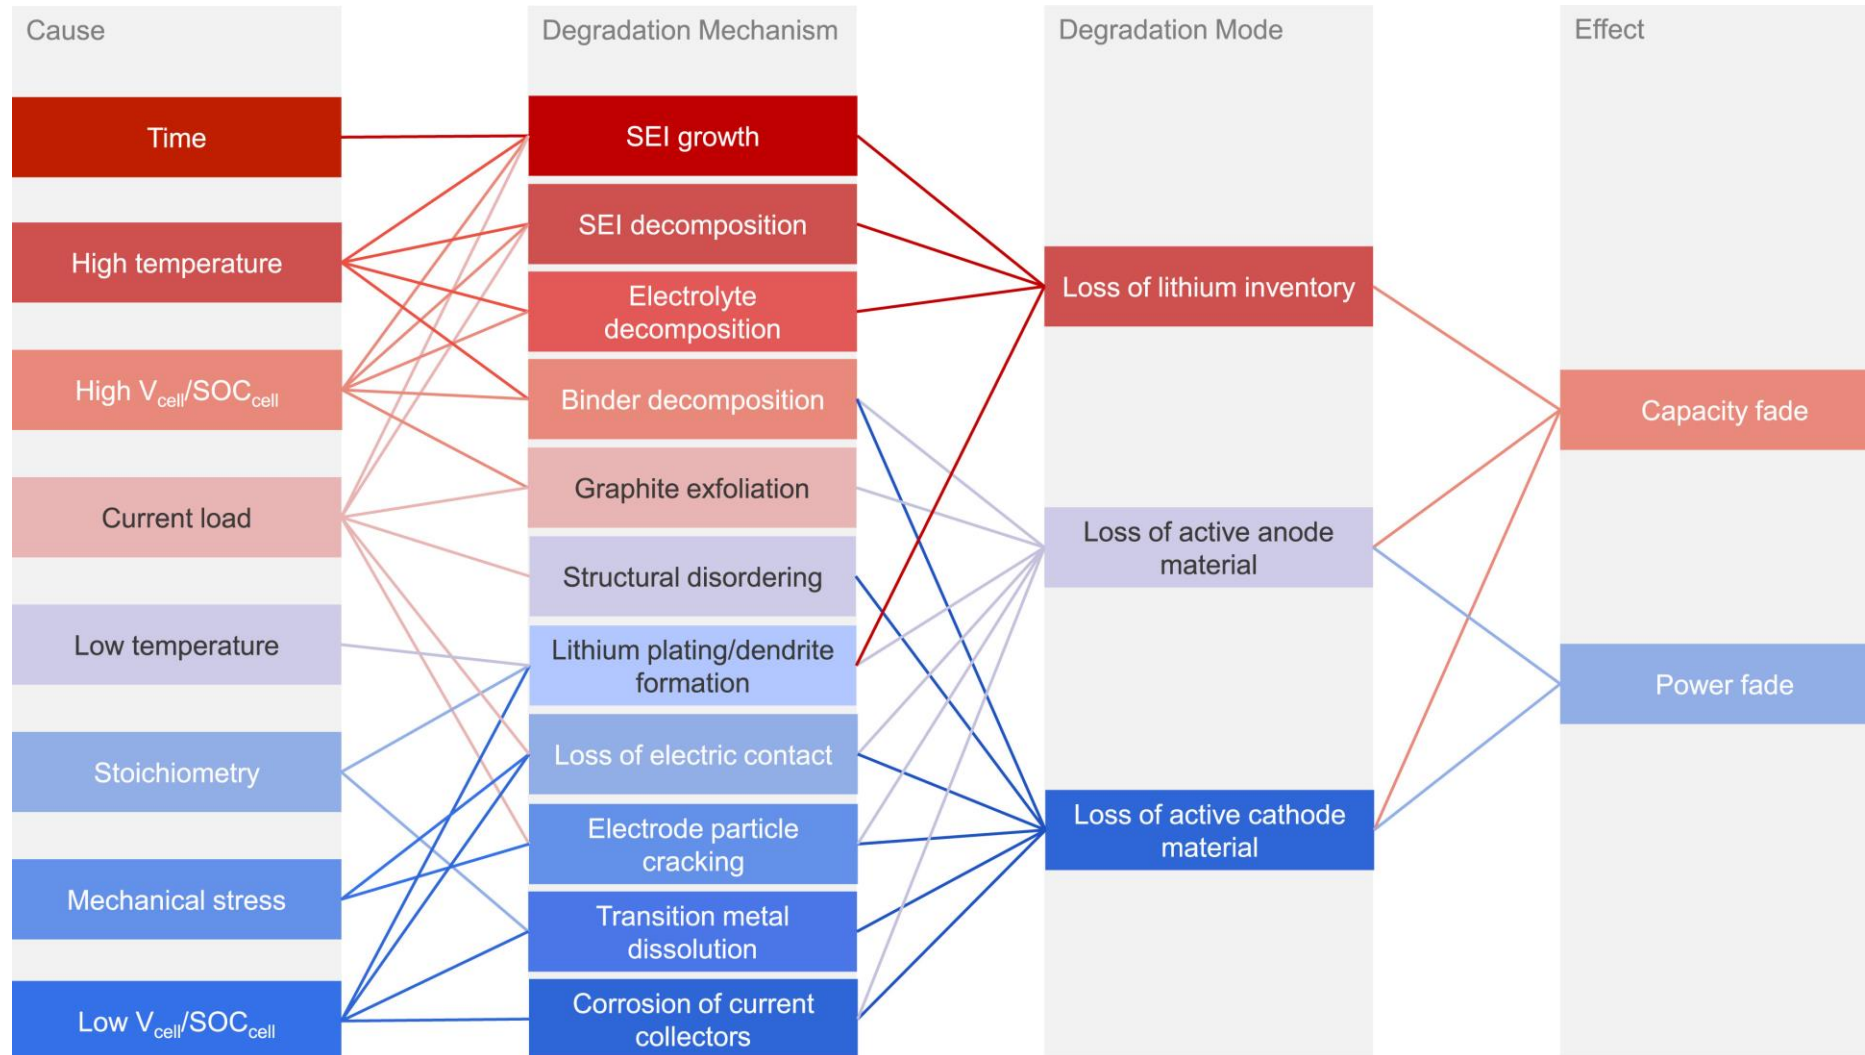 Cause
Degradation Mechanism
Degradation Mode
Effect
Time
High temperature
High Vcell/SOCcell
Current load
Low temperature
Stoichiometry
Mechanical stress
Low Vcell/SOCcell
SEI growth
SEI decomposition
Electrolyte
decomposition
Binder decomposition
Graphite exfoliation
Structural disordering
Lithium plating/dendrite
formation
Loss of electric contact
Electrode particle
cracking
Transition metal
dissolution
Corrosion of current
collectors
Loss of lithium inventory
Loss of active anode
material
Loss of active cathode
material
Capacity fade
Power fade